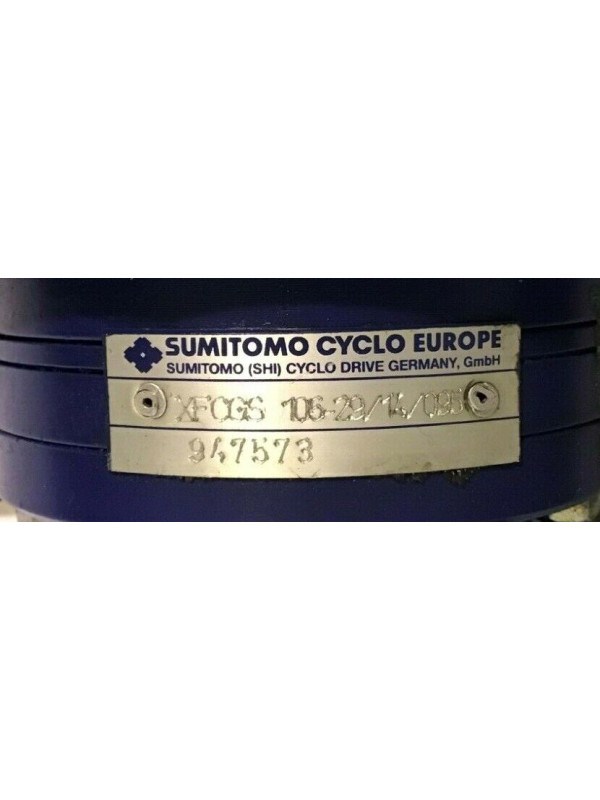 SUMITOMO CYCLO EUROPE
SUMITOMO (SHI) CYCLO DRIVE GERMANY, GmbH
XFCGS 106-29/14/095
947573